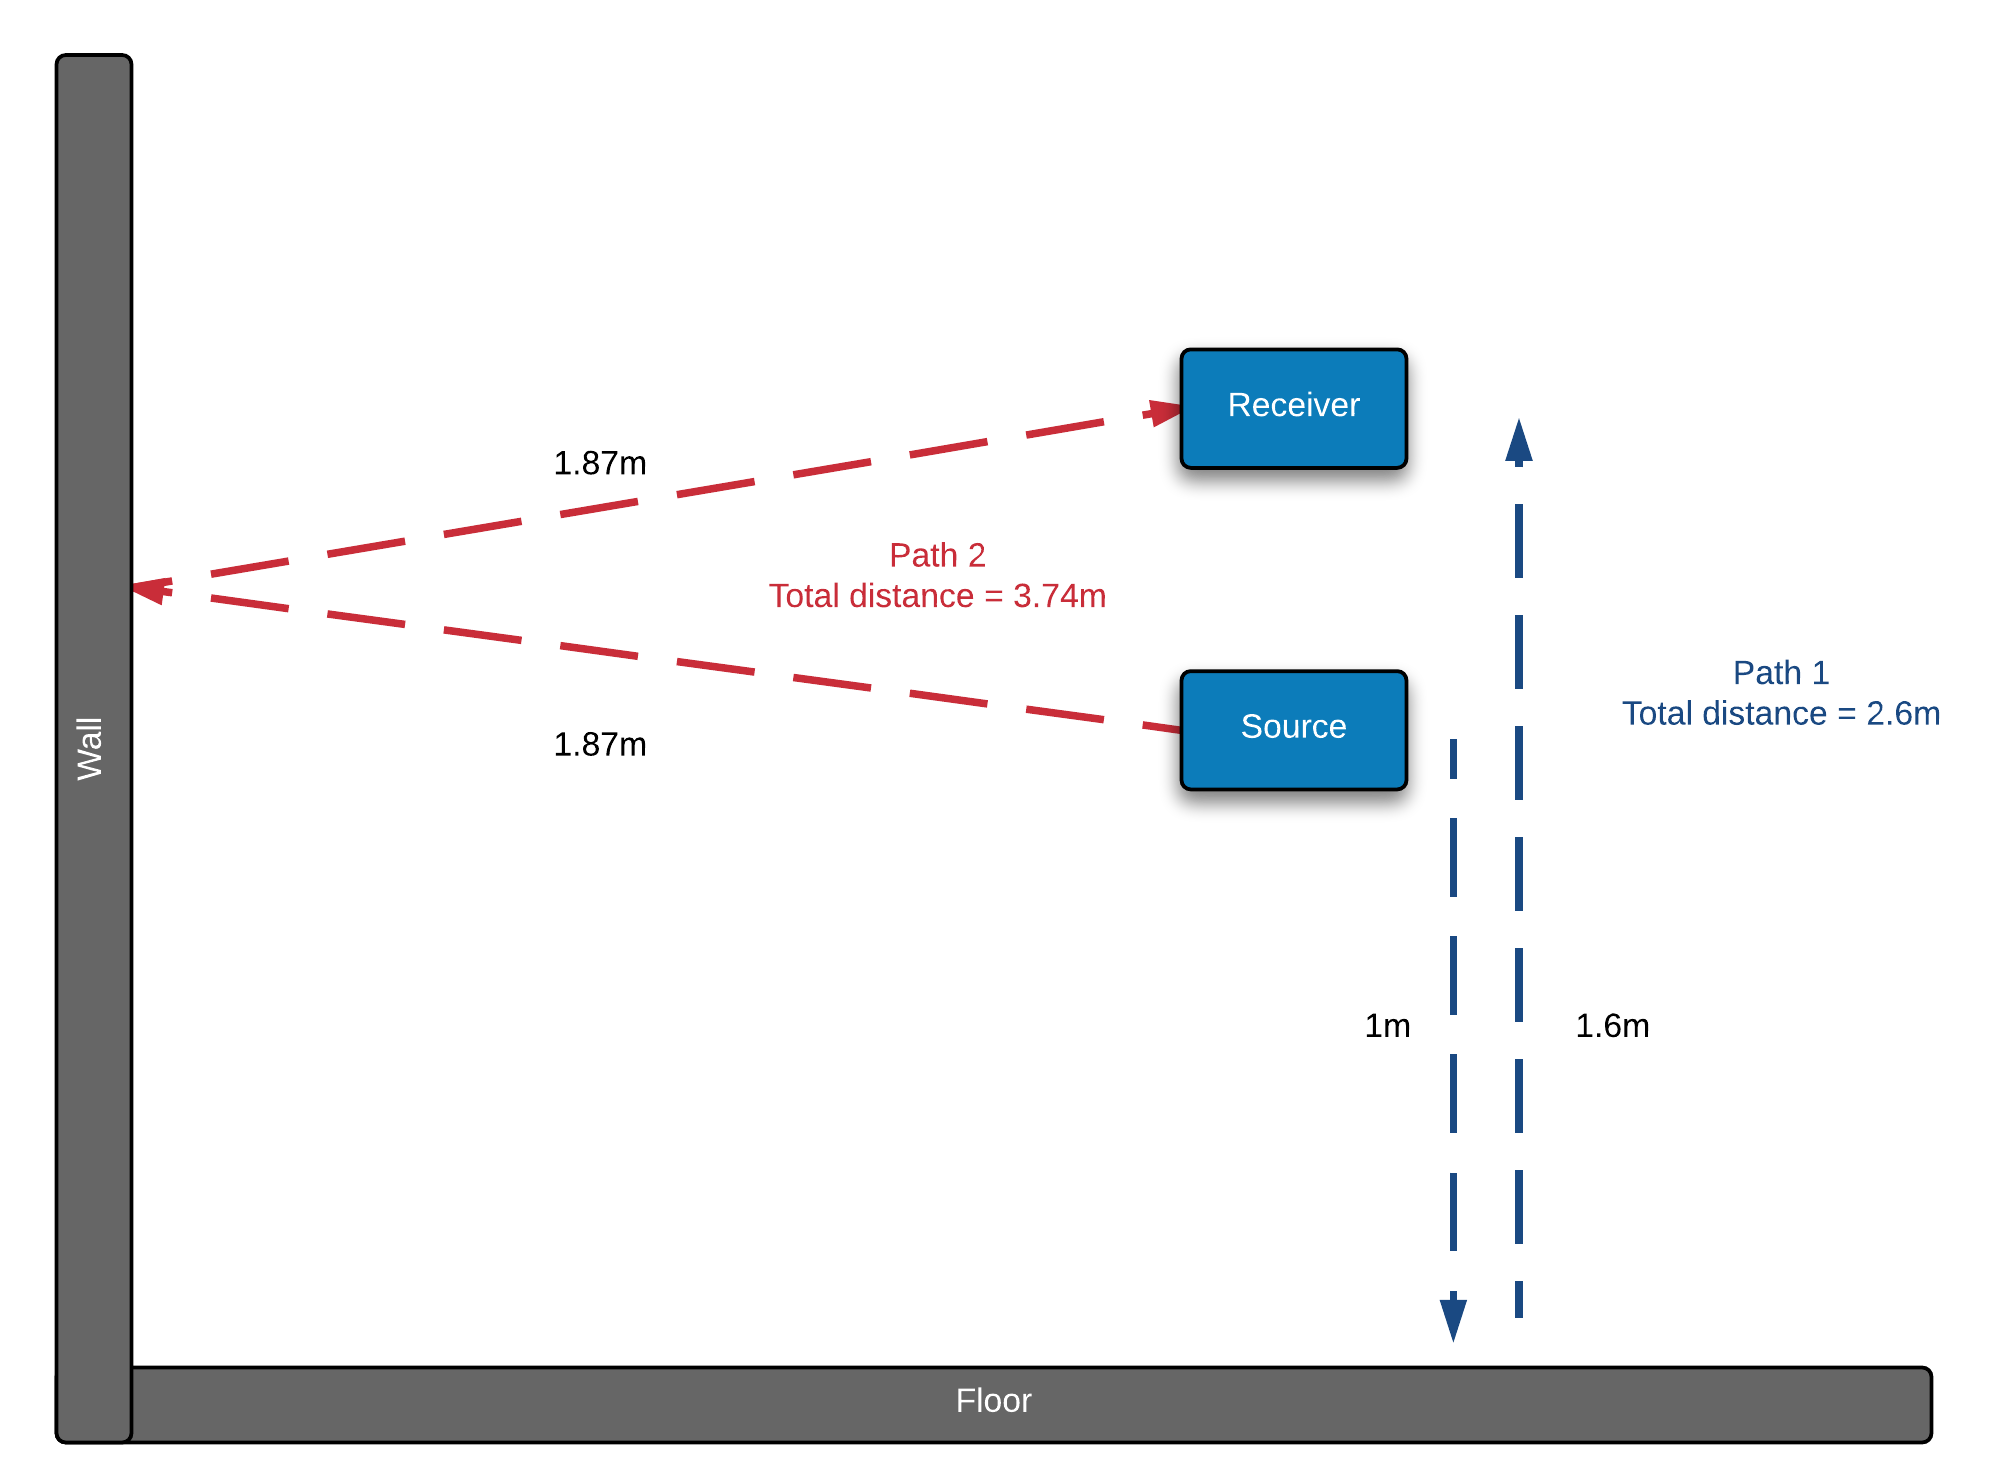 Receiver
1.87m
Path 2
Total distance = 3.74m
Path 1
Total distance = 2.6m
Source
Wall
1.87m
1m
1.6m
Floor